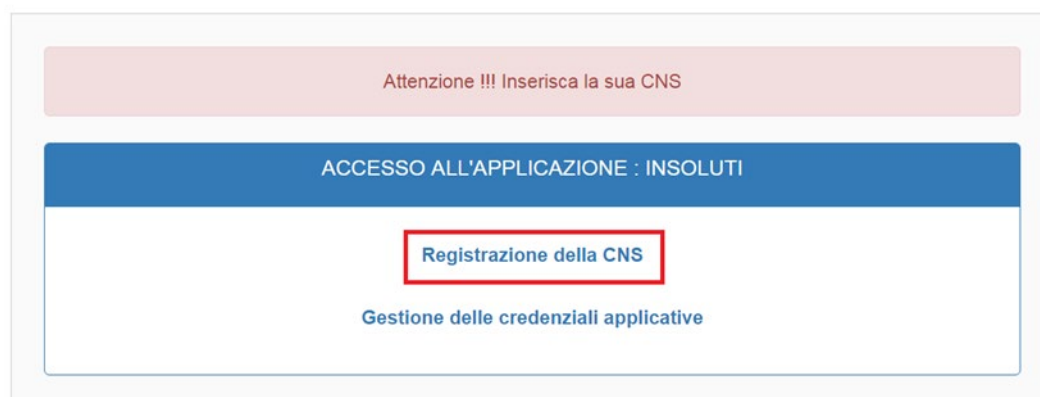 Attenzione !!! Inserisca la sua CNS
ACCESSO ALL'APPLICAZIONE : INSOLUTI
Registrazione della CNS
Gestione delle credenziali applicative